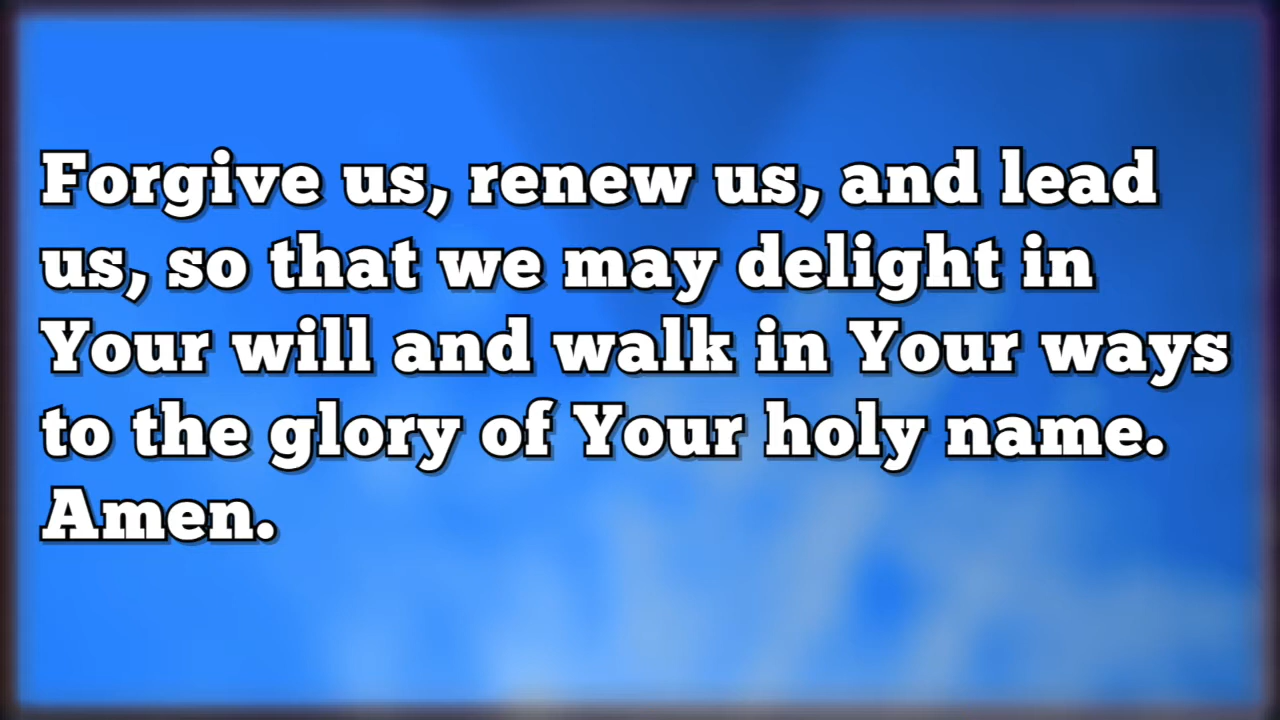 Forgive us, renew us, and lead
us, so that we may delight in
Your will and walk in Your ways
to the glory of Your holy name.
Amen.